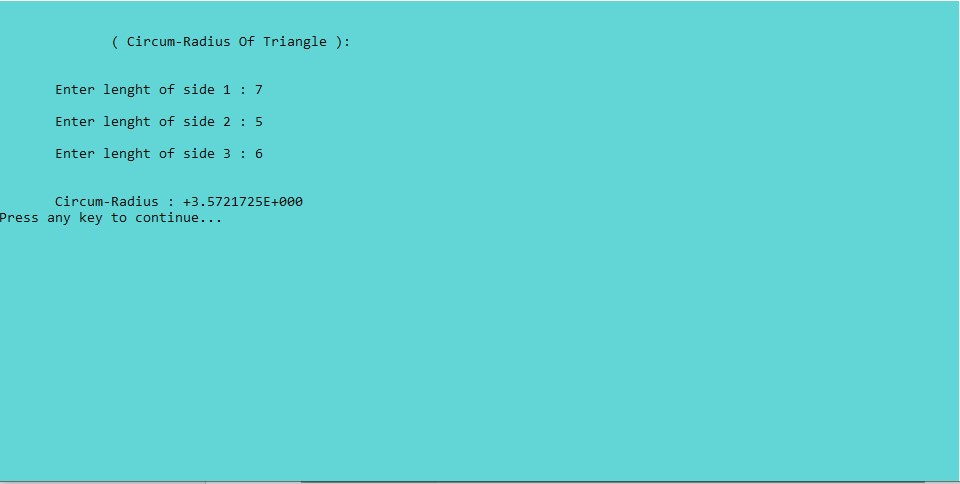 ( Circum-Radius Of Triangle ):
Enter lenght of side 1 : 7
Enter lenght of side 2 : 5
Enter lenght of side 3 : 6
Circum-Radius : +3.5721725E+000
Press any key to continue...